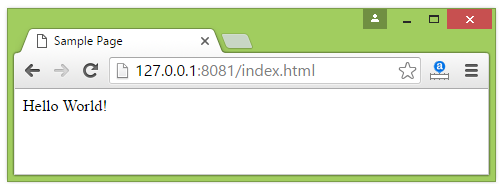 Sample Page
127.0.0.1:8081/index.html
a
Hello World!